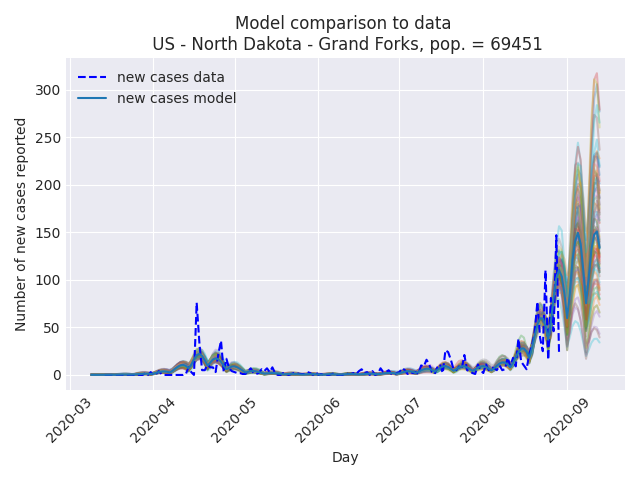 Model comparison to data
US - North Dakota - Grand Forks, pop. = 69451
new cases data
new cases model
Number of new cases reported
300
250
200
150
100
50
0
2020-03
2020-04
2020-05
2020-06
2020-07
2020-08
2020-09
Day